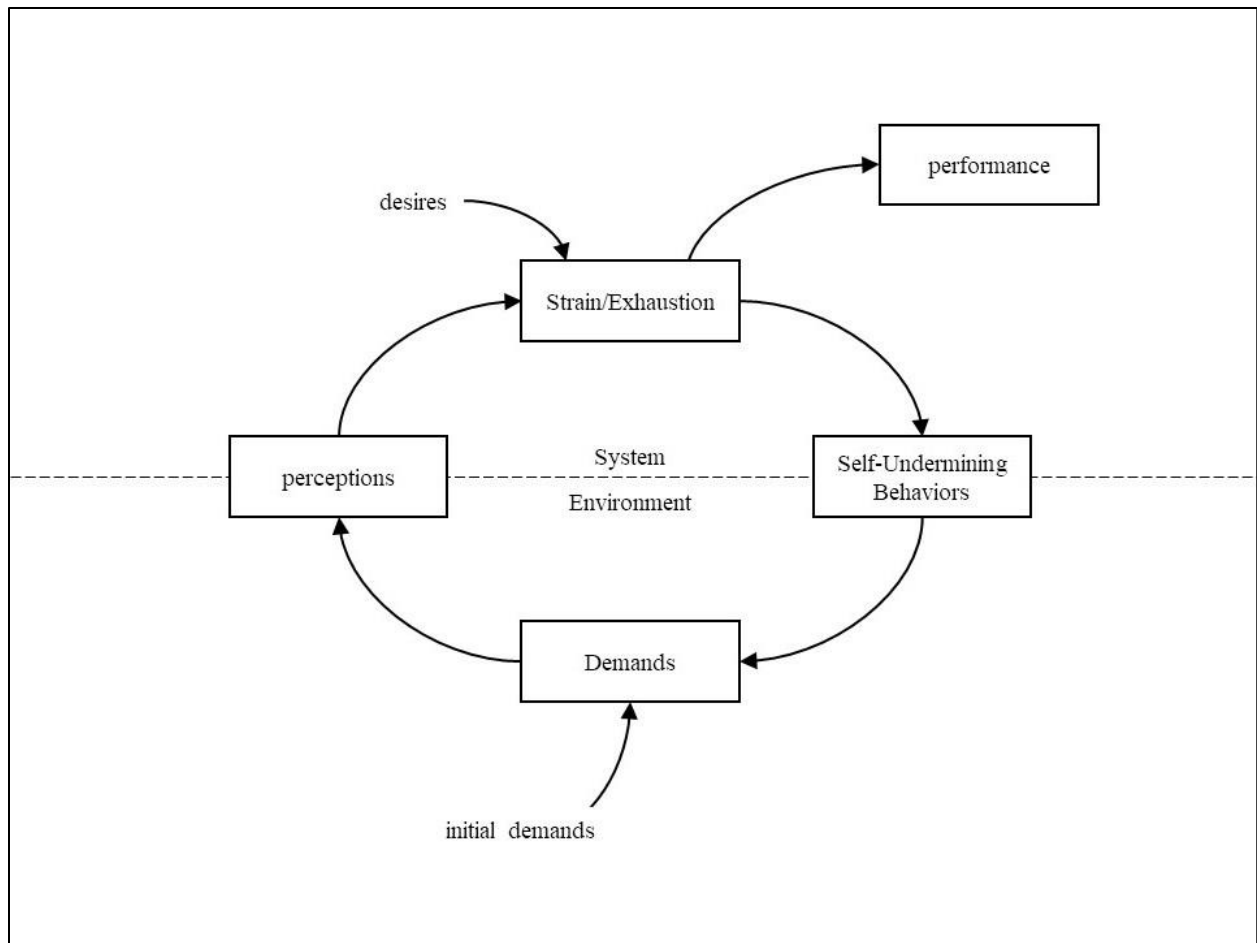 performance
desires
Strain/Exhaustion
System
perceptions
Self-Undermining
Behaviors
Environment
Demands
initial demands